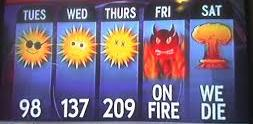 TUES WED THURS FRI SAT
98 137 209 ON FIRE WE DIE